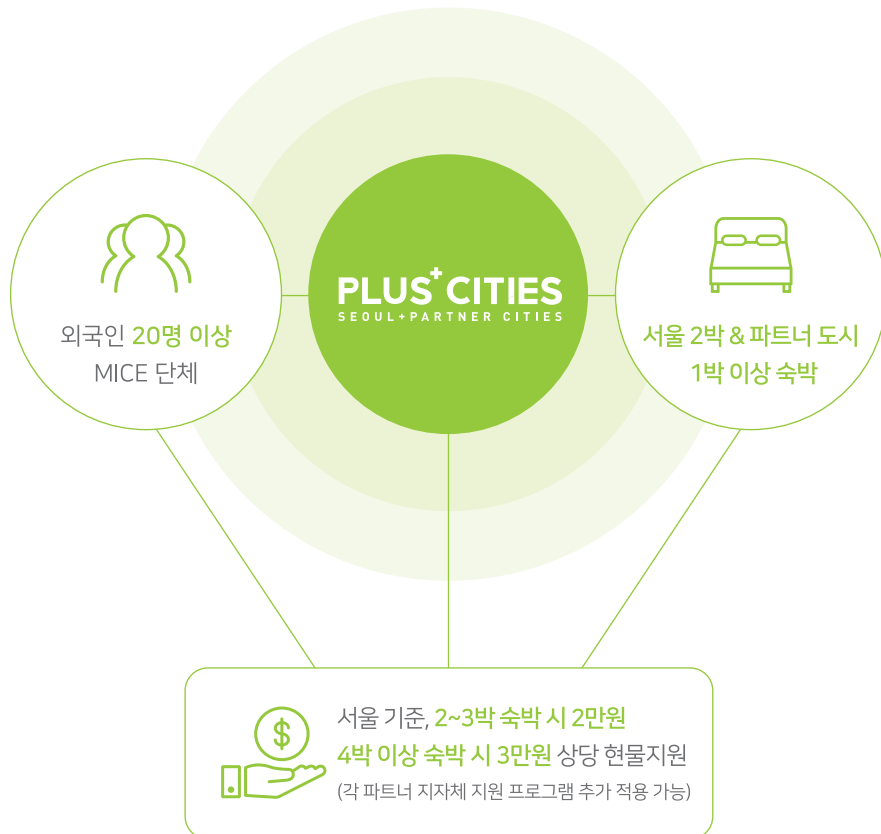 PLUS+ CITIES
SEOUL+PARTNER CITIES
외국인 20명 이상
MICE 단체
서울 2박 & 파트너 도시
1박 이상 숙박
$
서울 기준, 2~3박 숙박 시 2만원
4박 이상 숙박 시 3만원 상당 현물지원
(각 파트너 지자체 지원 프로그램 추가 적용 가능)